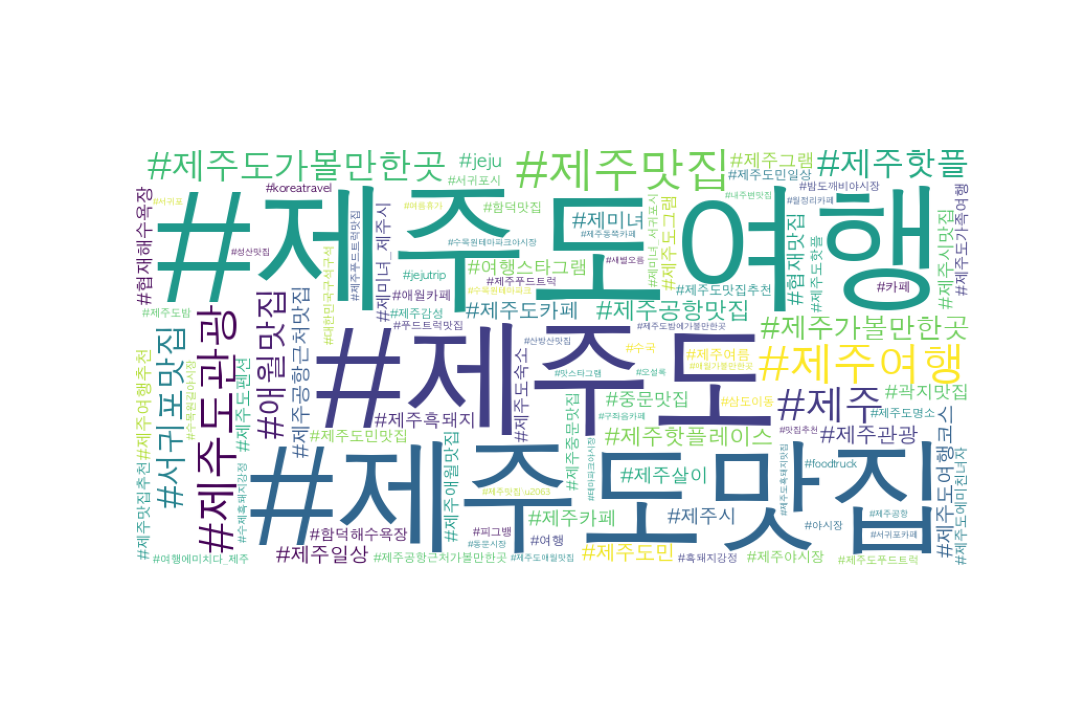 #제주도가볼만한곳
#jeju
#제주맛집
#제주그램
#제주핫플
#제주도민일상
#서귀포시
#koreatravel
#밤도깨비야시장
#내주변맛집
#월정리카페
#협재해수욕장
#서귀포
#제주도여행
#제주푸드트럭맛집
#제미녀_제주시
#여름휴가
#함덕맛집
#제미녀
#제주동쪽카페
#제미녀_서귀포시
#제주도그램
#협재맛집
#제주도핫플
#제주시맛집
#제주도가족여행
#성산맛집
#수목원테마파크야시장
#여행스타그램
#새별오름
#대한민국구석구석
#jejutrip
#제주푸드트럭
#수목원테마파크
#애월카페
#제주도맛집추천
#카페
#제주도밤
#제주도관광
#애월맛집
#제주공항근처맛집
#제주감성
#제주도카페
#제주공항맛집
#푸드트럭맛집
#제주도밤에가볼만한곳
#제주가볼만한곳
#서귀포맛집
#제주도
#제주도숙소
#산방산맛집
#수국
#제주여름
#제주여행
#애월가볼만한곳
#제주여행추천
#수목원길야시장
#제주도펜션
#맛스타그램
#오설록
#삼도이동
#제주
#곽지맛집
#중문맛집
#구좌읍카페
#제주도명소
#제주흑돼지
#제주도민맛집
#제주핫플레이스
#맛집추천
#제주관광
#제주도여행코스
#제주맛집추천
#수제흑돼지강정
#제주도맛집
#제주애월맛집
#제주중문맛집
#테마파크야시장
#제주살이
#제주도흑돼지맛집
#foodtruck
#제주도에미친녀자
#제주맛집\u2063
#제주카페
#제주시
#제주공항
#야시장
#함덕해수욕장
#피그뱅
#여행
#서귀포카페
#동문시장
#여행에미치다_제주
#제주일상
#제주공항근처가볼만한곳
#제주도애월맛집
#제주도민
#흑돼지강정
#제주야시장
#제주도푸드트럭